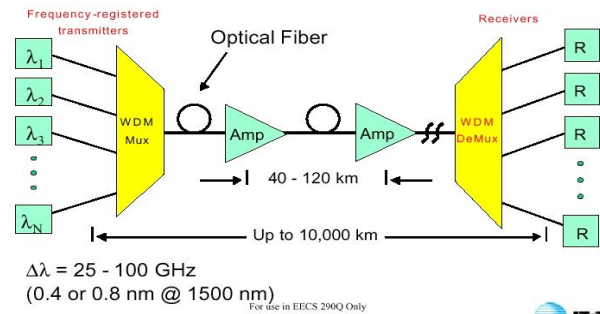 Frequency-registered
transmitters
Receivers
Optical Fiber
λ1
λ2
λ3
λN
WDM
Mux
Amp
Amp
WDM
DeMux
R
R
R
R
40 - 120 km
Up to 10,000 km
Δλ = 25 - 100 GHz
(0.4 or 0.8 nm @ 1500 nm)
For use in EECS 290Q Only